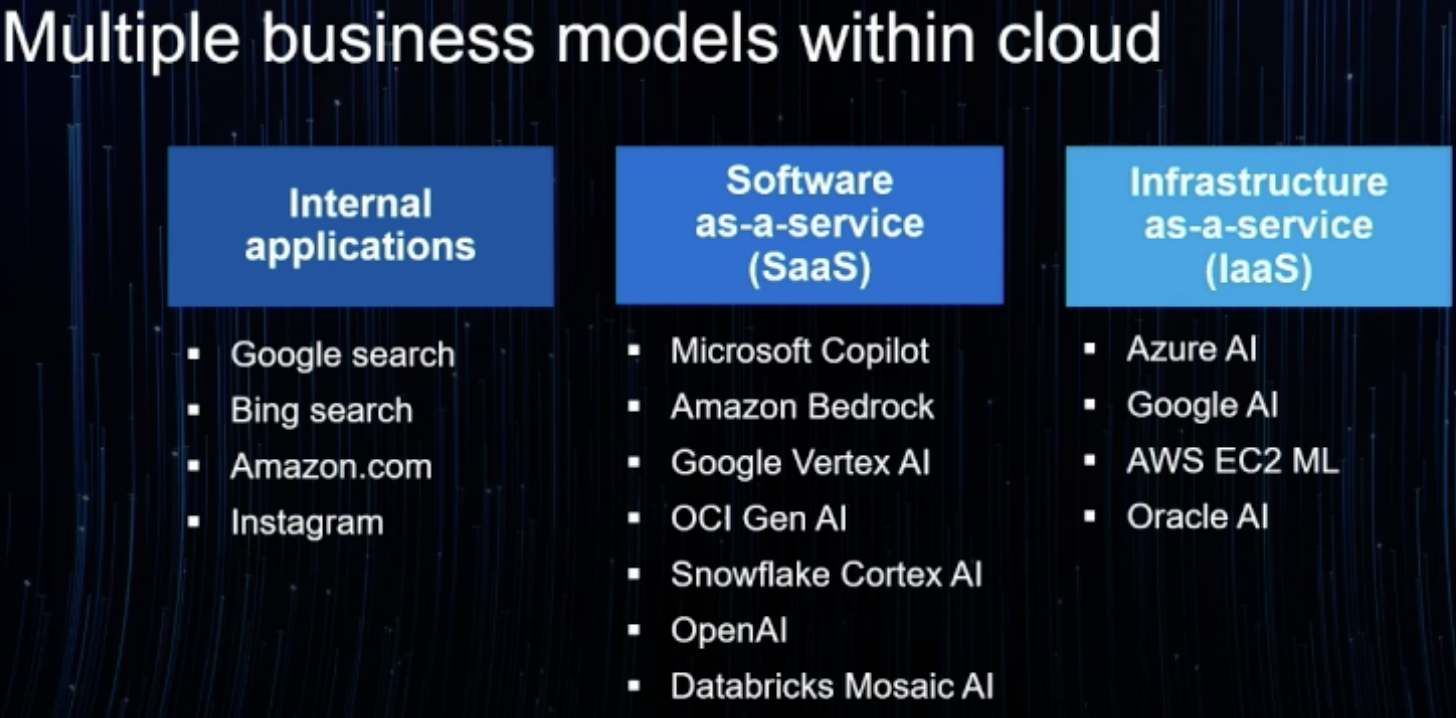 Multiple business models within cloud
Internal
applications
Google search
Bing search
Amazon.com
Instagram
Software
as-a-service
(SaaS)
Microsoft Copilot
Amazon Bedrock
Google Vertex AI
OCI Gen AI
Snowflake Cortex AI
OpenAI
Databricks Mosaic AI
Infrastructure
as-a-service
(IaaS)
Azure AI
Google AI
AWS EC2 ML
Oracle AI